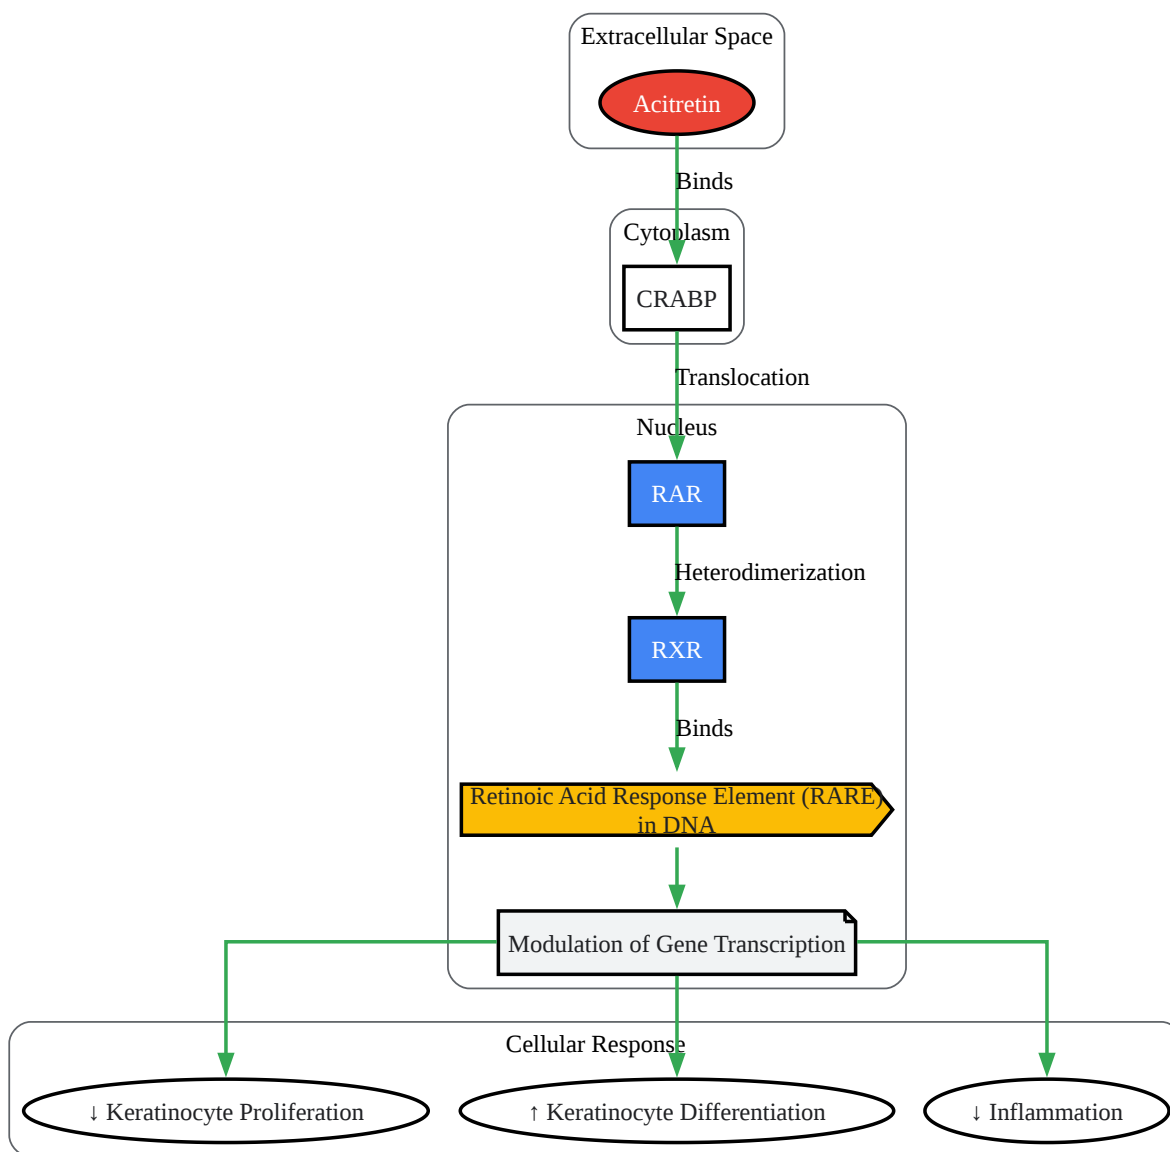 Extracellular Space
Acitretin
Binds
Cytoplasm
CRABP
Translocation
Nucleus
RAR
Heterodimerization
RXR
Binds
Retinoic Acid Response Element (RARE)
in DNA
Modulation of Gene Transcription
Cellular Response
↓ Keratinocyte Proliferation
↑ Keratinocyte Differentiation
↓ Inflammation